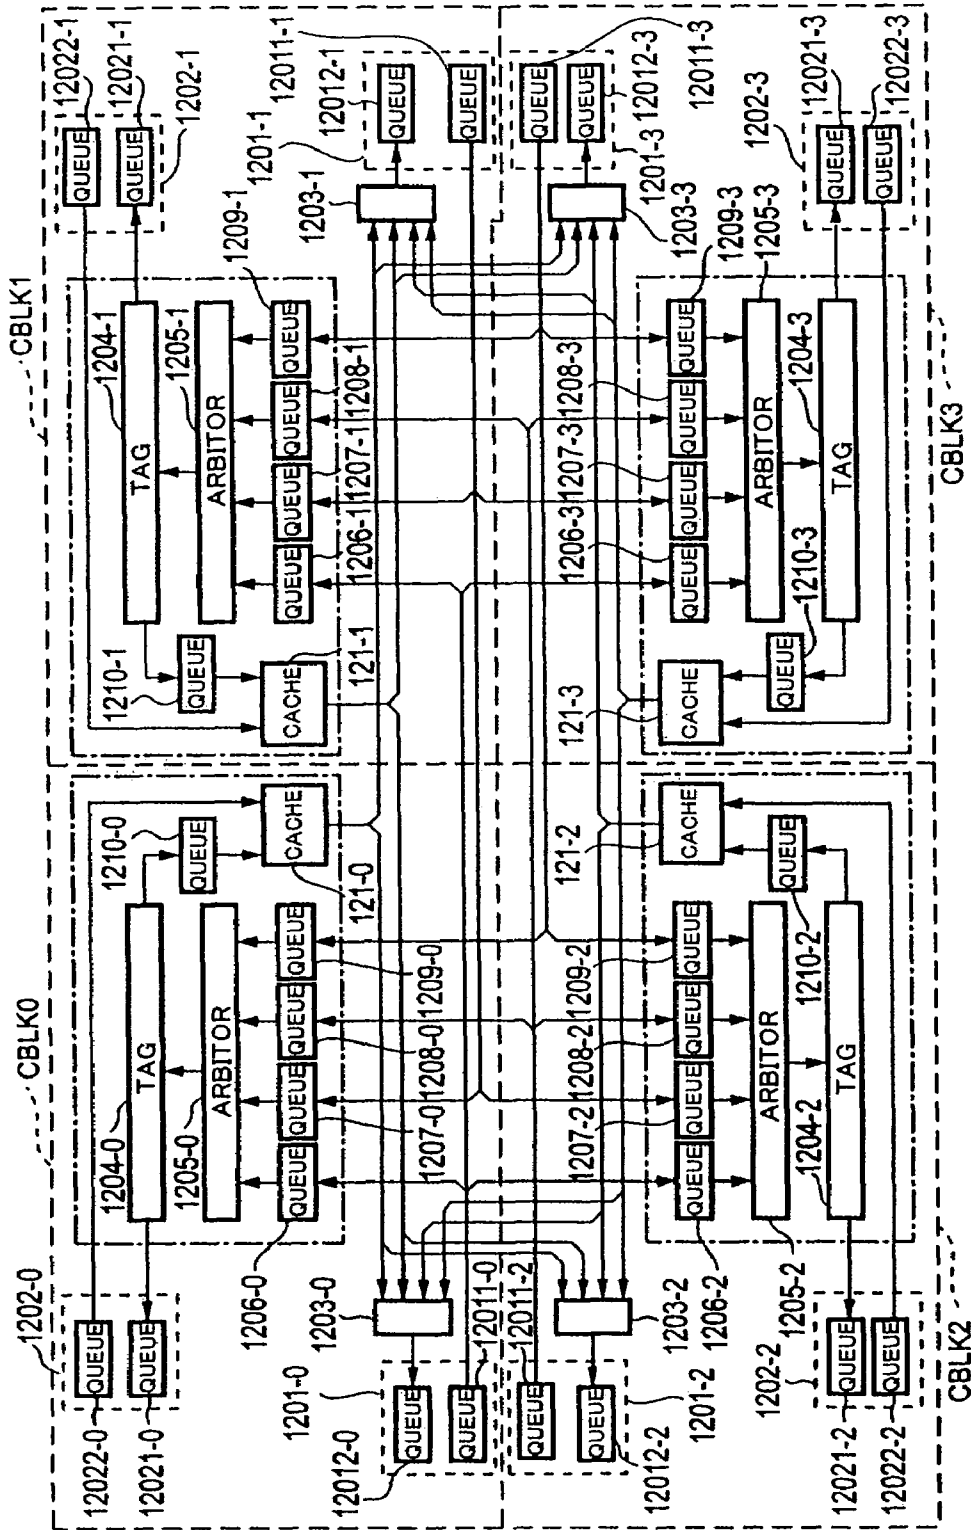 CBLK0
1202-0
12022-0
QUEUE
12021-0
QUEUE
1204-0
TAG
1205-0
ARBITOR
1210-0
QUEUE
CACHE
121-0
QUEUE
QUEUE
QUEUE
QUEUE
1206-0
1207-0
1208-0
1209-0
1203-0
1201-0
12012-0
QUEUE
QUEUE
12011-0
CBLK1
12022-1
QUEUE
12021-1
QUEUE
1202-1
1204-1
TAG
1205-1
ARBITOR
1210-1
QUEUE
CACHE
121-1
1209-1
QUEUE
QUEUE
QUEUE
QUEUE
1206-1
1207-1
1208-1
1203-1
1201-1
12012-1
QUEUE
12011-1
QUEUE
12011-2
QUEUE
QUEUE
12012-2
1201-2
1203-2
1206-2
1207-2
1208-2
1209-2
QUEUE
QUEUE
QUEUE
QUEUE
121-2
CACHE
QUEUE
1210-2
ARBITOR
1205-2
1204-2
TAG
1202-2
QUEUE
12021-2
QUEUE
12022-2
CBLK2
QUEUE
QUEUE
12011-3
12012-3
1201-3
1203-3
1206-3
1207-3
1208-3
1209-3
QUEUE
QUEUE
QUEUE
QUEUE
121-3
CACHE
QUEUE
1210-3
ARBITOR
1205-3
1204-3
TAG
1202-3
QUEUE
12021-3
QUEUE
12022-3
CBLK3